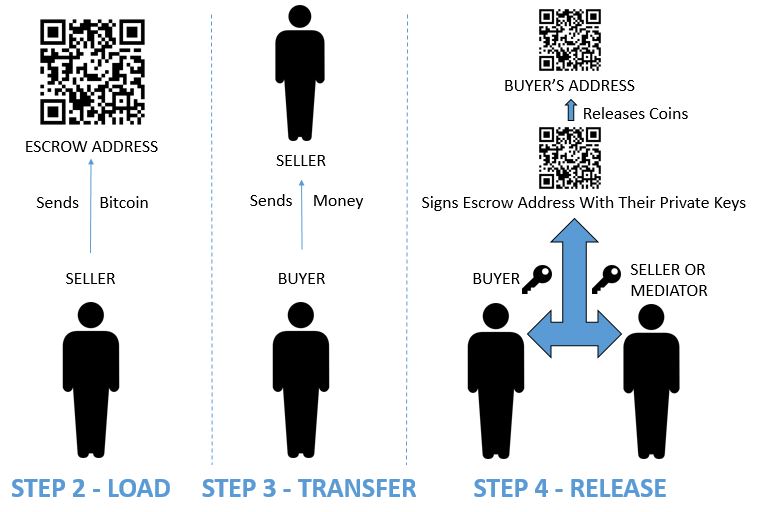 ESCROW ADDRESS
Sends Bitcoin
SELLER
STEP 2 - LOAD
SELLER
Sends Money
BUYER
STEP 3 - TRANSFER
BUYER'S ADDRESS
Releases Coins
Signs Escrow Address With Their Private Keys
BUYER
SELLER OR
MEDIATOR
STEP 4 - RELEASE